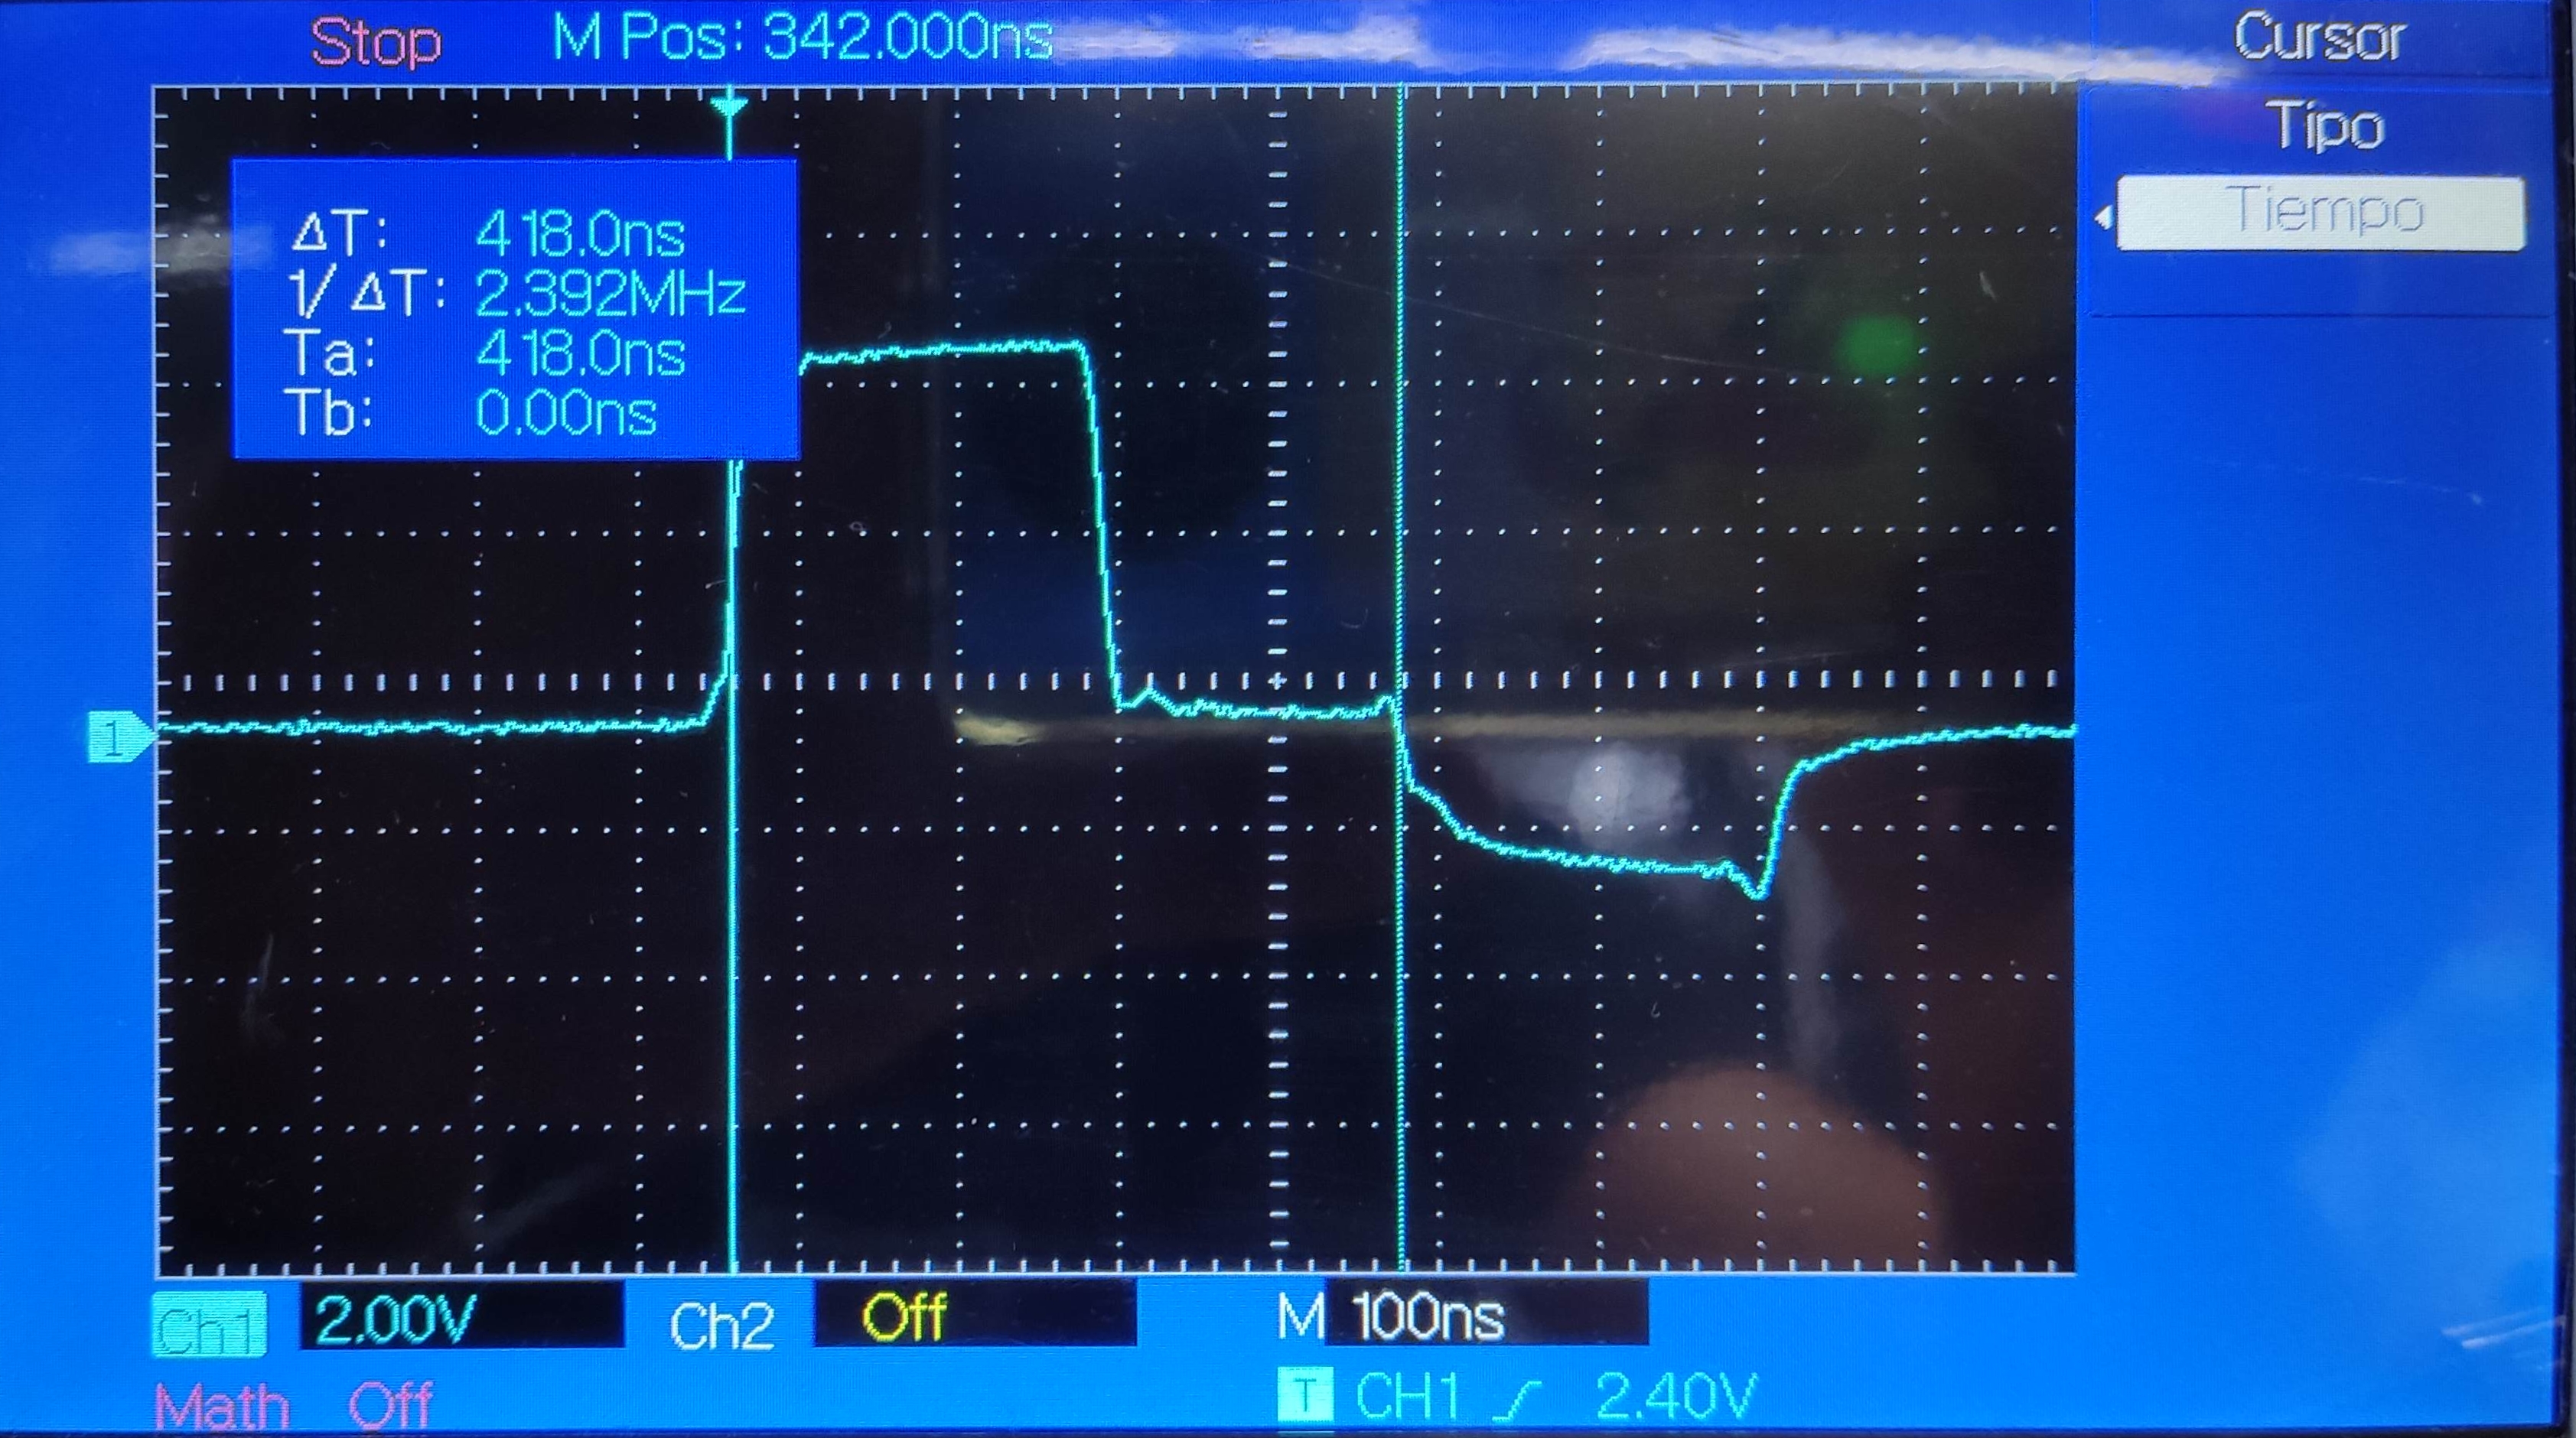 Stop M Pos: 342.000ns Cursor
Tipo
Tiempo
ΔT: 418.0ns
1/ΔT: 2.392MHz
Ta: 418.0ns
Tb: 0.00ns
1
Ch1 2.00V Ch2 Off M 100ns
T CH1 2.40V
Math Off